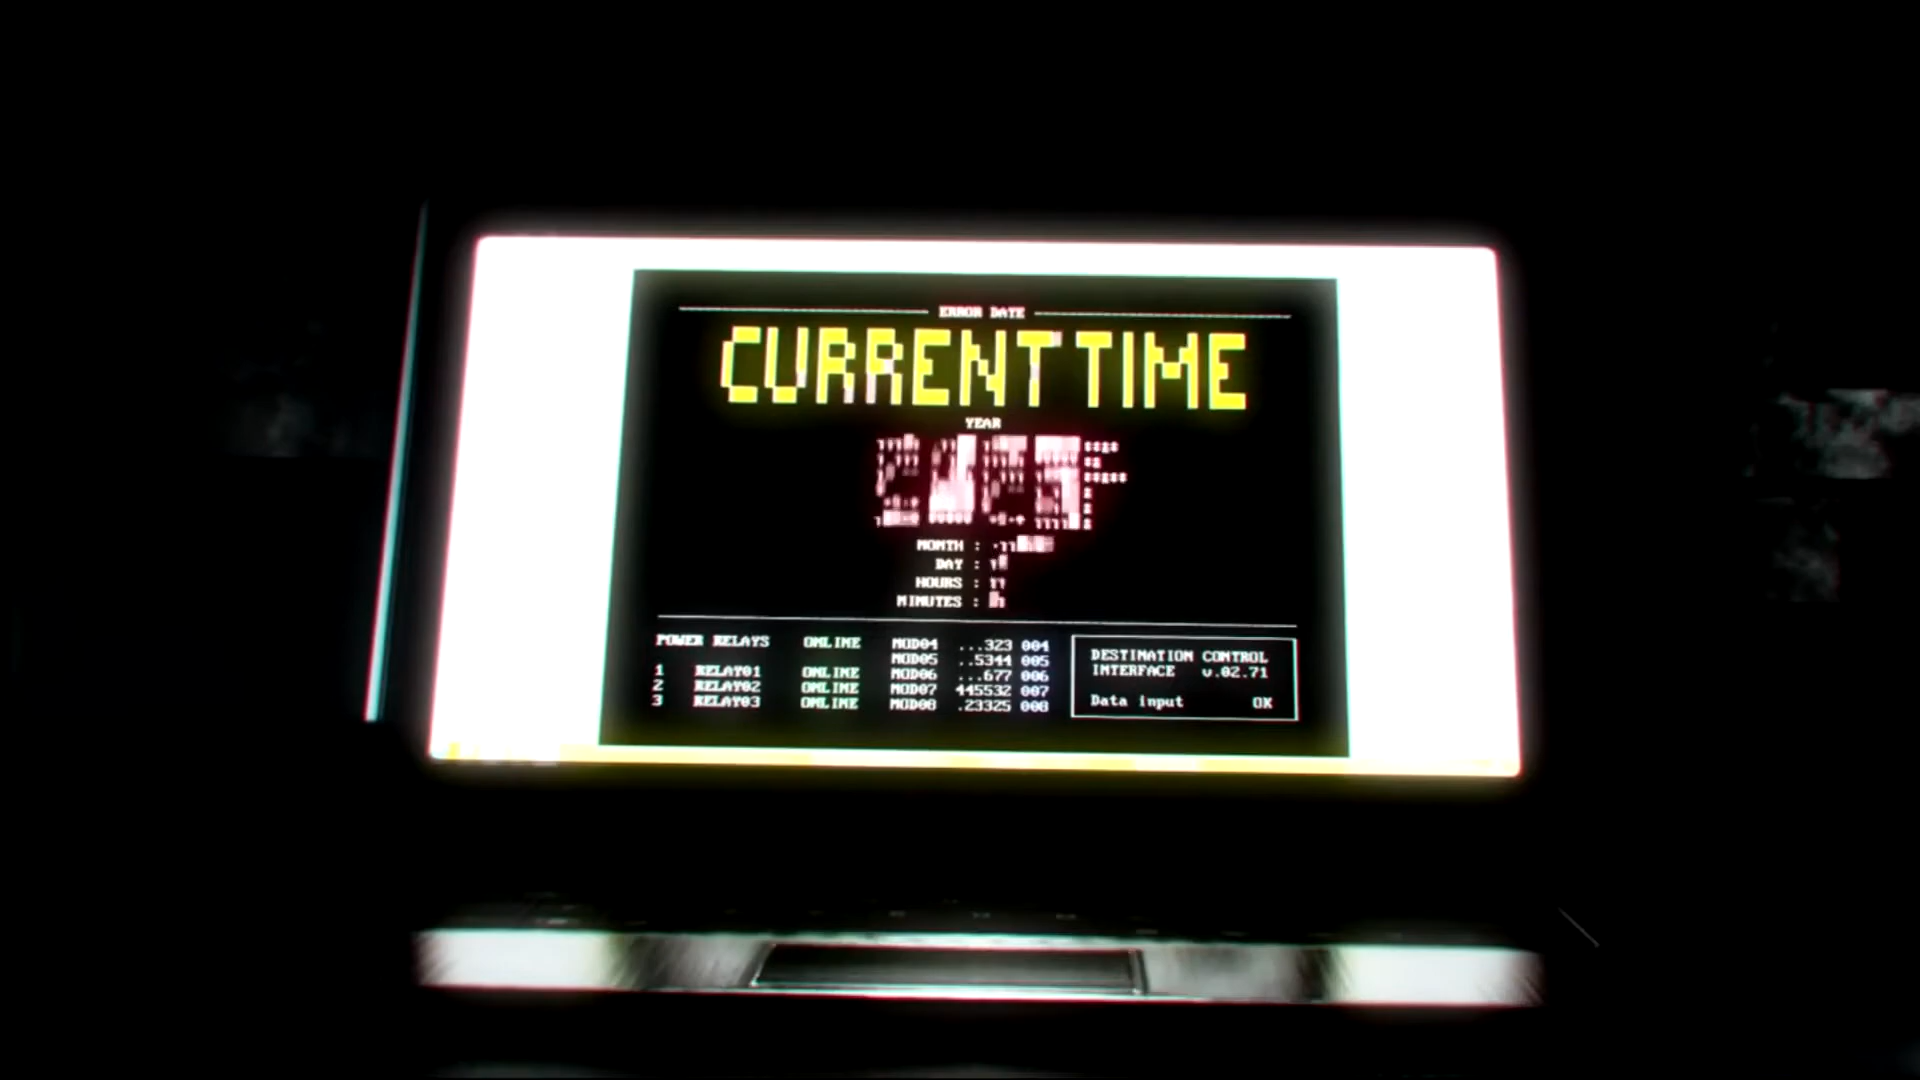 ERROR DATE
CURRENT TIME
YEAR
MONTH :
DAY :
HOURS :
MINUTES :
POWER RELAYS ONLINE
1 RELAY01 ONLINE
2 RELAY02 ONLINE
3 RELAY03 ONLINE
MOD04 ...323 004
MOD05 ..5344 005
MOD06 ...677 006
MOD07 445532 007
MOD08 .23325 008
DESTINATION CONTROL
INTERFACE v.02.71
Data input OK